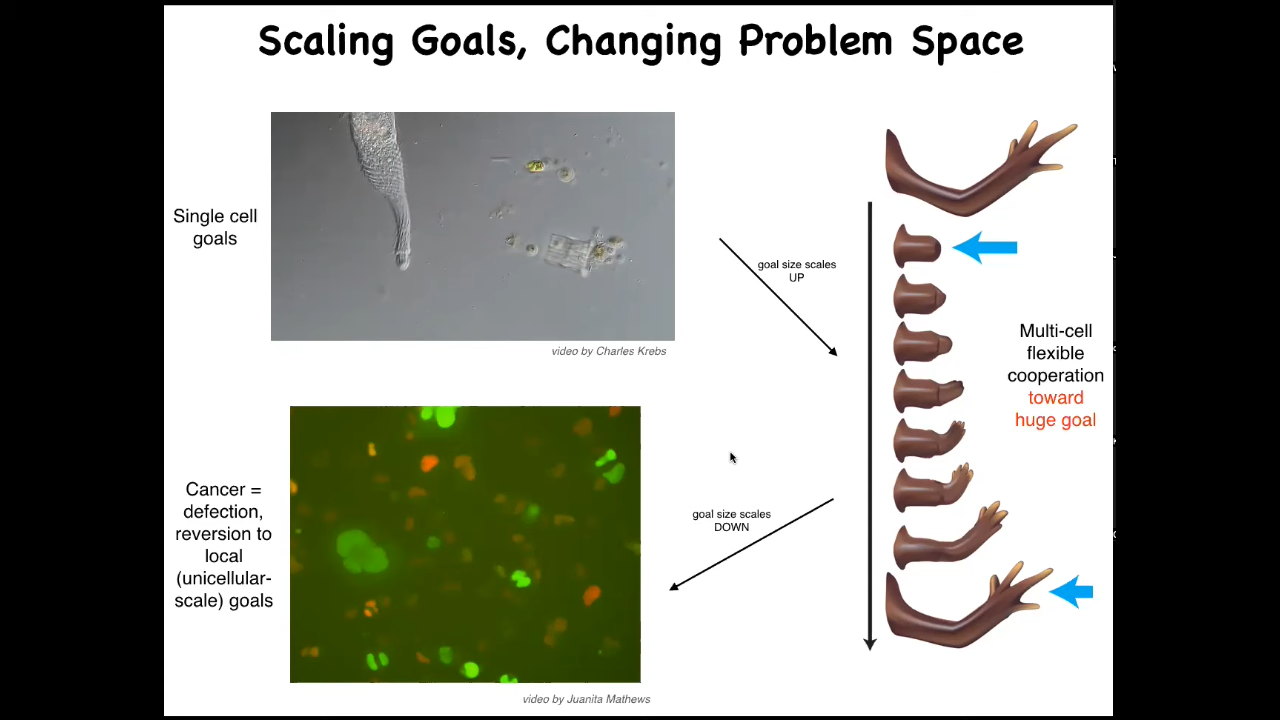 Scaling Goals, Changing Problem Space
Single cell
goals
video by Charles Krebs
goal size scales
UP
Multi-cell
flexible
cooperation
toward
huge goal
Cancer =
defection,
reversion to
local
(unicellular-
scale) goals
goal size scales
DOWN
video by Juanita Mathews